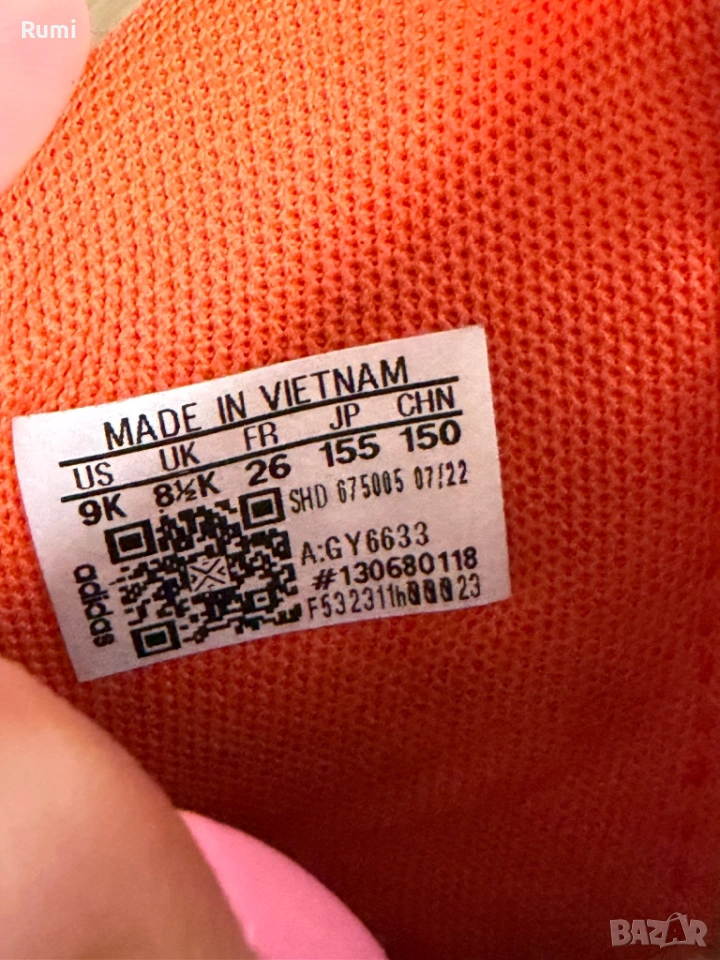 Rumi
MADE IN VIETNAM
US UK FR JP CHN
9K 8½K 26 155 150
SHD 675005 07/22
A:GY6633
#130680118
adidas
BAZAR